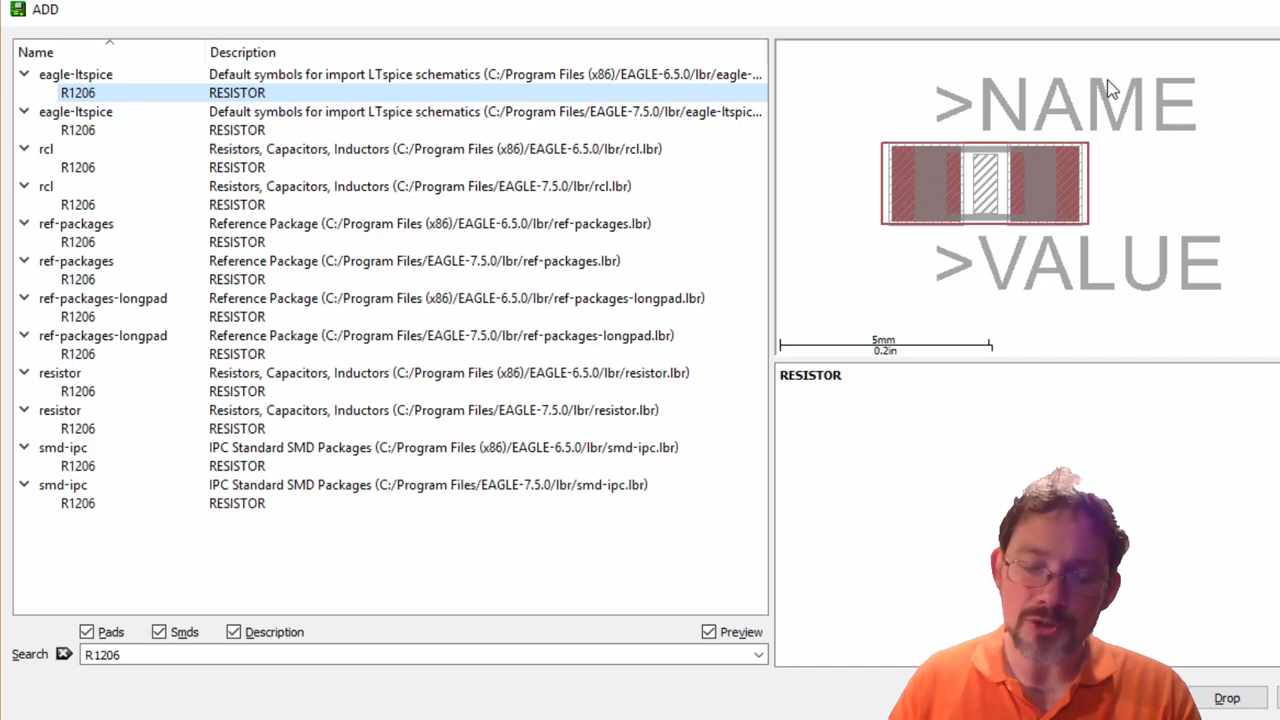 ADD
Name Description
eagle-ltspice Default symbols for import LTspice schematics (C:/Program Files (x86)/EAGLE-6.5.0/lbr/eagle-...
R1206 RESISTOR
eagle-ltspice Default symbols for import LTspice schematics (C:/Program Files/EAGLE-7.5.0/lbr/eagle-ltspic...
R1206 RESISTOR
rcl Resistors, Capacitors, Inductors (C:/Program Files (x86)/EAGLE-6.5.0/lbr/rcl.lbr)
R1206 RESISTOR
rcl Resistors, Capacitors, Inductors (C:/Program Files/EAGLE-7.5.0/lbr/rcl.lbr)
R1206 RESISTOR
ref-packages Reference Package (C:/Program Files (x86)/EAGLE-6.5.0/lbr/ref-packages.lbr)
R1206 RESISTOR
ref-packages Reference Package (C:/Program Files/EAGLE-7.5.0/lbr/ref-packages.lbr)
R1206 RESISTOR
ref-packages-longpad Reference Package (C:/Program Files (x86)/EAGLE-6.5.0/lbr/ref-packages-longpad.lbr)
R1206 RESISTOR
ref-packages-longpad Reference Package (C:/Program Files/EAGLE-7.5.0/lbr/ref-packages-longpad.lbr)
R1206 RESISTOR
resistor Resistors, Capacitors, Inductors (C:/Program Files (x86)/EAGLE-6.5.0/lbr/resistor.lbr)
R1206 RESISTOR
resistor Resistors, Capacitors, Inductors (C:/Program Files/EAGLE-7.5.0/lbr/resistor.lbr)
R1206 RESISTOR
smd-ipc IPC Standard SMD Packages (C:/Program Files (x86)/EAGLE-6.5.0/lbr/smd-ipc.lbr)
R1206 RESISTOR
smd-ipc IPC Standard SMD Packages (C:/Program Files/EAGLE-7.5.0/lbr/smd-ipc.lbr)
R1206 RESISTOR
Pads Smds Description Preview
Search R1206
>NAME
>VALUE
5mm
0.2in
RESISTOR
Drop